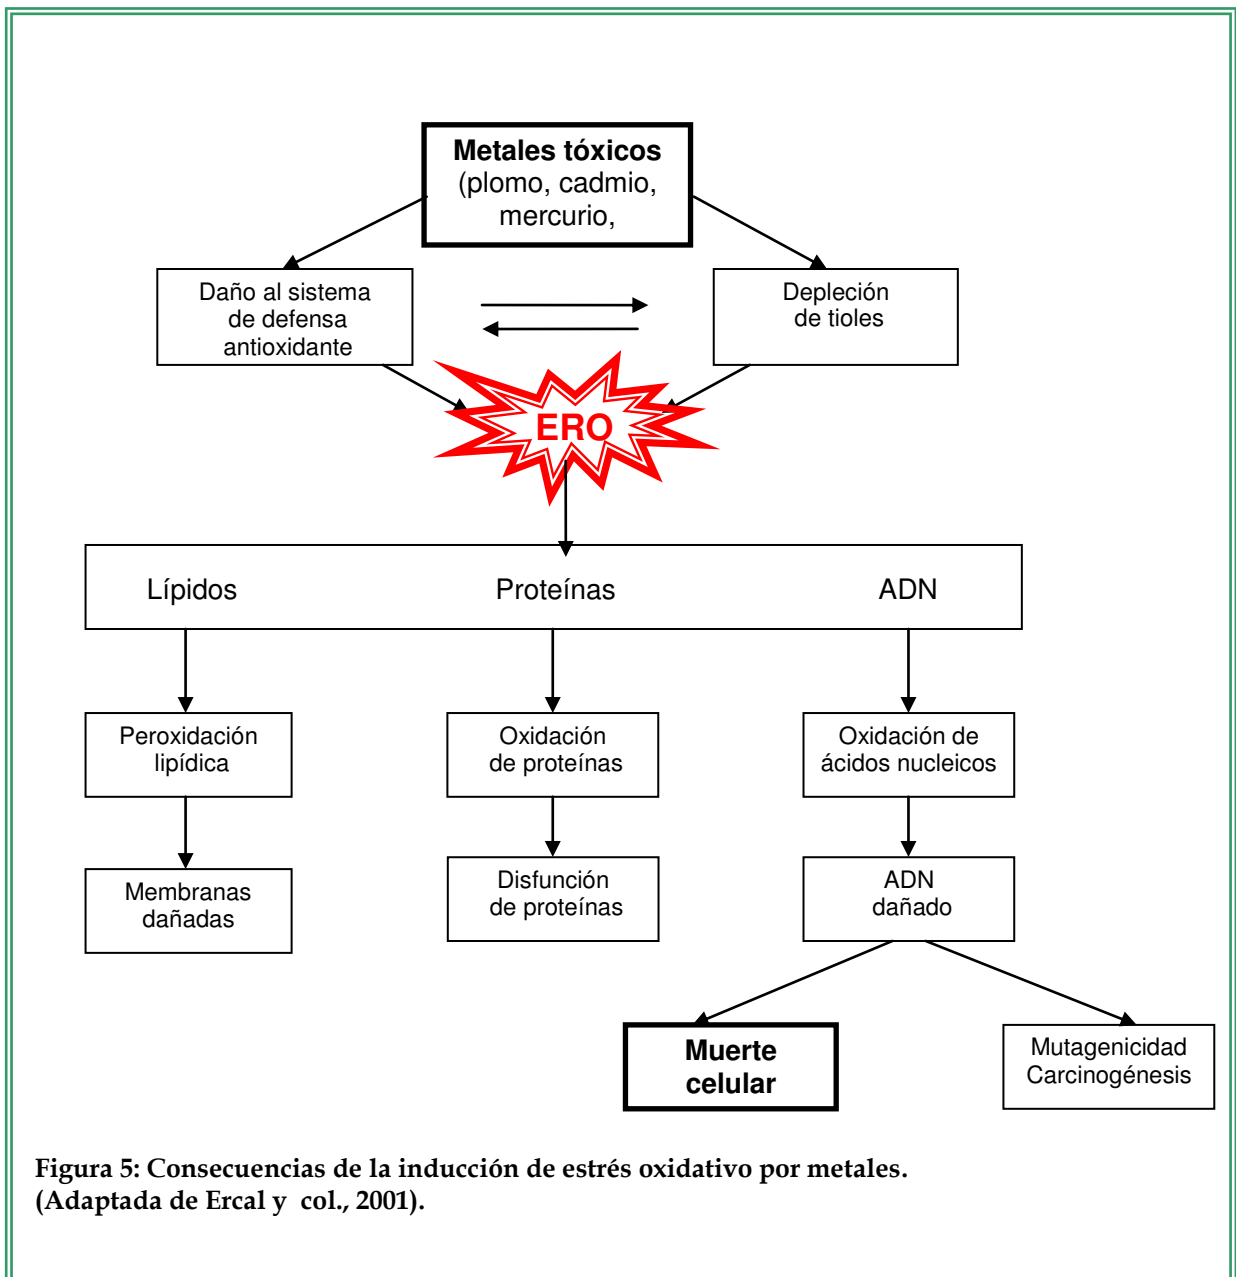 Metales tóxicos
(plomo, cadmio,
mercurio,
Daño al sistema
de defensa
antioxidante
Depleción
de tioles
ERO
Lípidos
Proteínas
ADN
Peroxidación
lipídica
Oxidación
de proteínas
Oxidación de
ácidos nucleicos
Membranas
dañadas
Disfunción
de proteínas
ADN
dañado
Muerte
celular
Mutagenicidad
Carcinogénesis
Figura 5: Consecuencias de la inducción de estrés oxidativo por metales.
(Adaptada de Ercal y col., 2001).